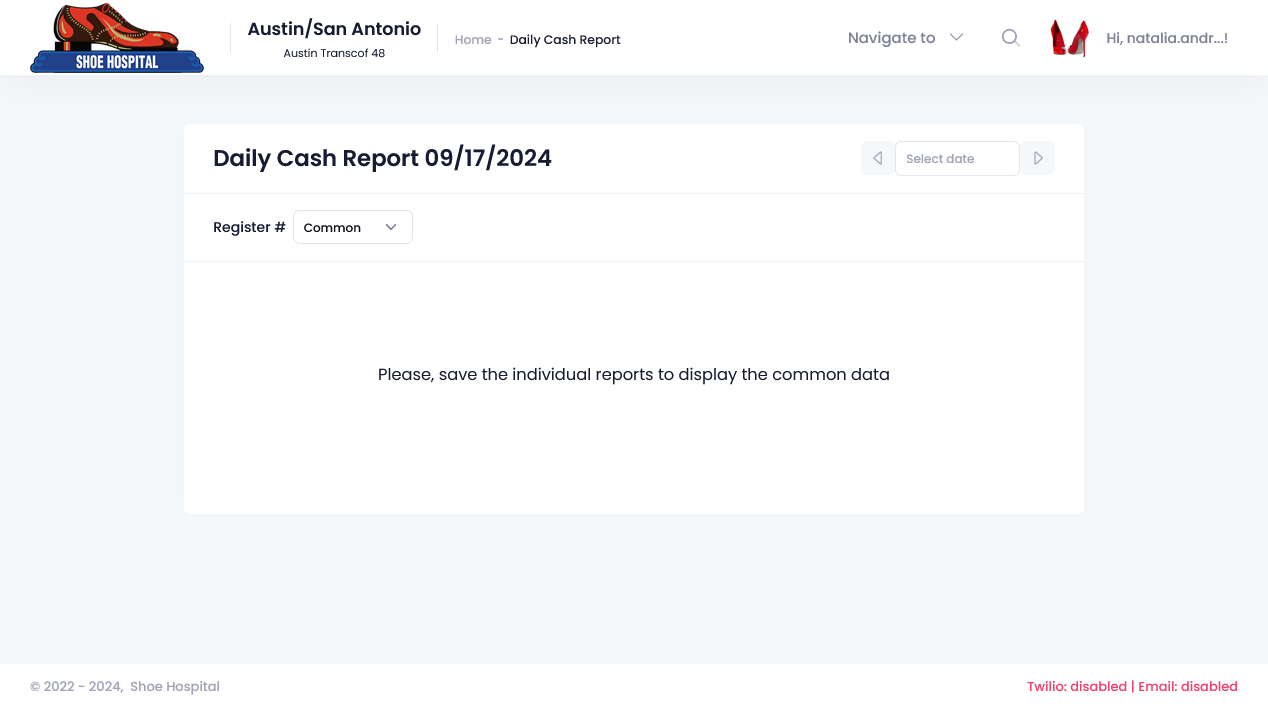 SHOE HOSPITAL
Austin/San Antonio
Austin Transcof 48
Home - Daily Cash Report
Navigate to
Hi, natalia.andr...!
Daily Cash Report 09/17/2024
Select date
Register # Common
Please, save the individual reports to display the common data
© 2022 - 2024, Shoe Hospital
Twilio: disabled | Email: disabled